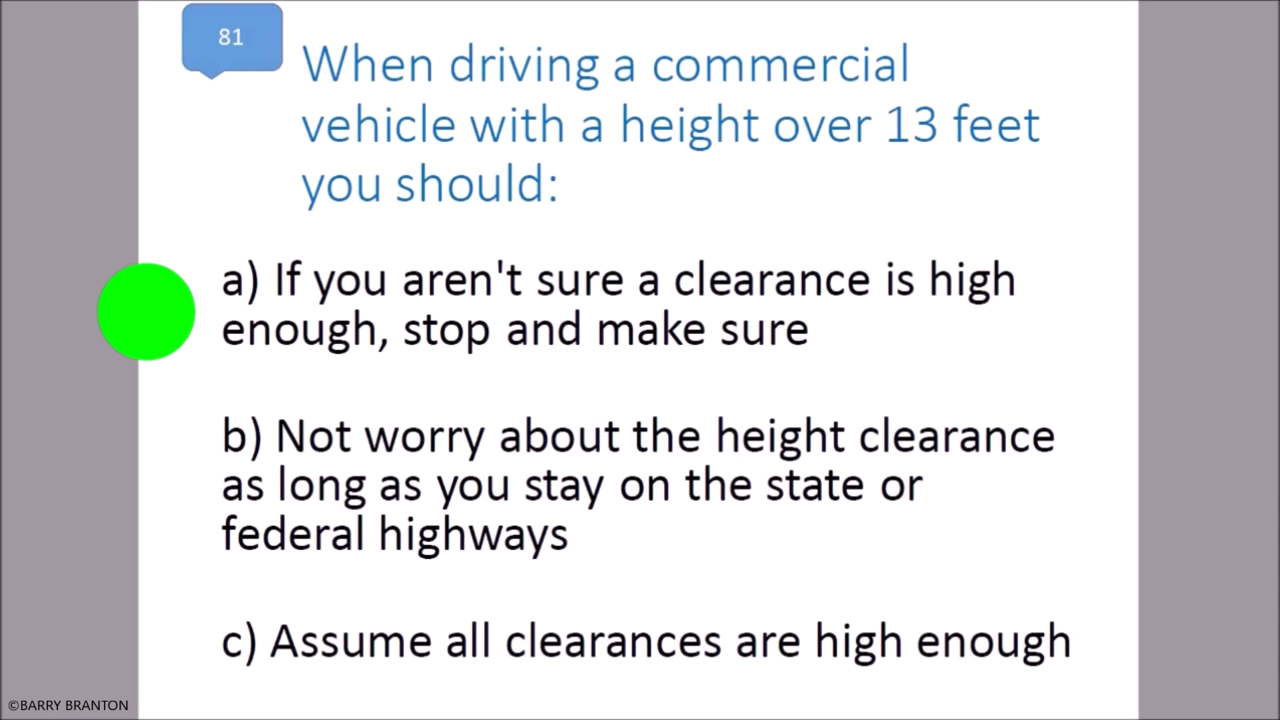 81
When driving a commercial
vehicle with a height over 13 feet
you should:
a) If you aren't sure a clearance is high
enough, stop and make sure
b) Not worry about the height clearance
as long as you stay on the state or
federal highways
c) Assume all clearances are high enough
©BARRY BRANTON